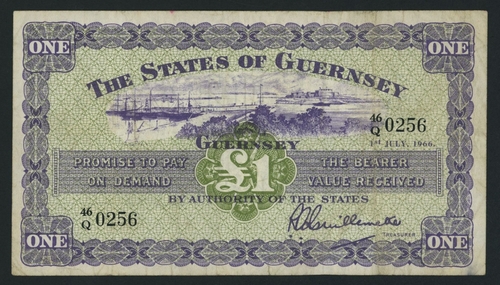 ONE ONE
THE STATES OF GUERNSEY
46/Q 0256
1st JULY, 1966.
GUERNSEY
PROMISE TO PAY THE BEARER
£1
ON DEMAND VALUE RECEIVED
BY AUTHORITY OF THE STATES
46/Q 0256
TREASURER
ONE ONE